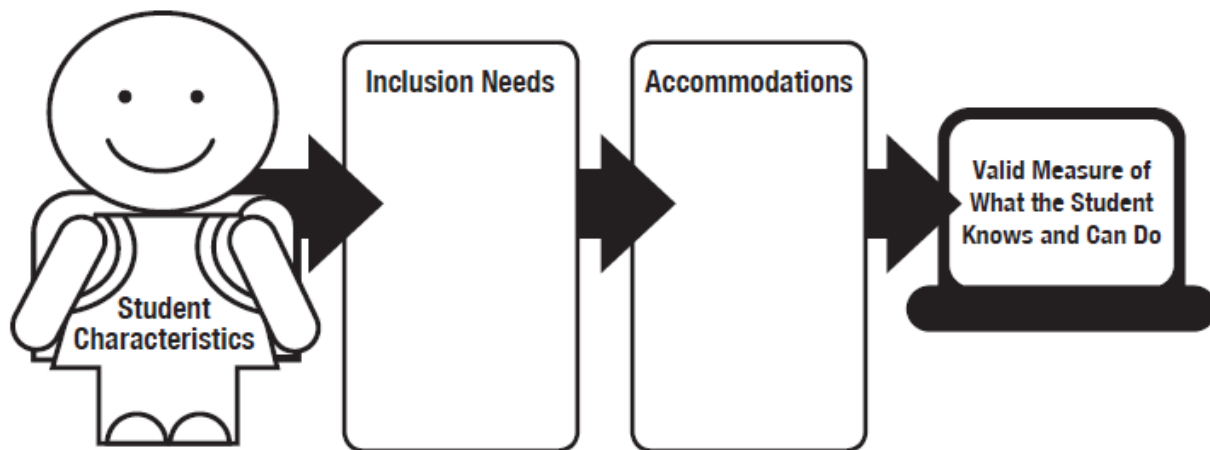 Student
Characteristics
Inclusion Needs
Accommodations
Valid Measure of
What the Student
Knows and Can Do